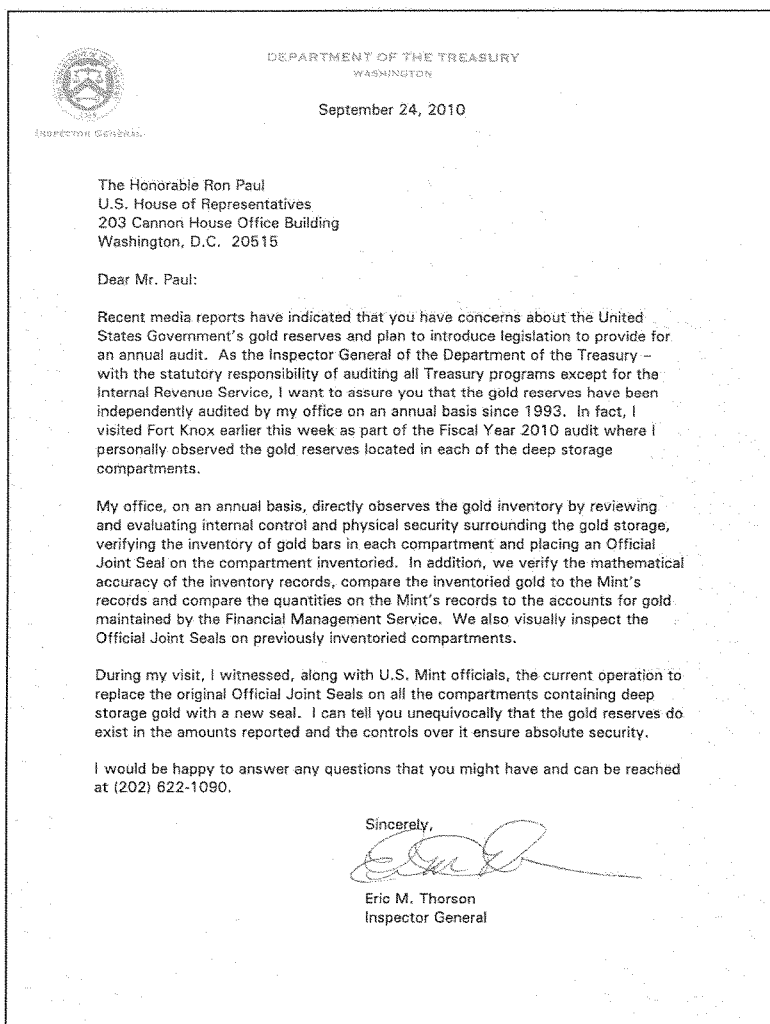 DEPARTMENT OF THE TREASURY
WASHINGTON
September 24, 2010
INSPECTOR GENERAL
The Honorable Ron Paul
U.S. House of Representatives
203 Cannon House Office Building
Washington, D.C. 20515
Dear Mr. Paul:
Recent media reports have indicated that you have concerns about the United
States Government's gold reserves and plan to introduce legislation to provide for
an annual audit. As the Inspector General of the Department of the Treasury –
with the statutory responsibility of auditing all Treasury programs except for the
Internal Revenue Service, I want to assure you that the gold reserves have been
independently audited by my office on an annual basis since 1993. In fact, I
visited Fort Knox earlier this week as part of the Fiscal Year 2010 audit where I
personally observed the gold reserves located in each of the deep storage
compartments.
My office, on an annual basis, directly observes the gold inventory by reviewing
and evaluating internal control and physical security surrounding the gold storage,
verifying the inventory of gold bars in each compartment and placing an Official
Joint Seal on the compartment inventoried. In addition, we verify the mathematical
accuracy of the inventory records, compare the inventoried gold to the Mint's
records and compare the quantities on the Mint's records to the accounts for gold
maintained by the Financial Management Service. We also visually inspect the
Official Joint Seals on previously inventoried compartments.
During my visit, I witnessed, along with U.S. Mint officials, the current operation to
replace the original Official Joint Seals on all the compartments containing deep
storage gold with a new seal. I can tell you unequivocally that the gold reserves do
exist in the amounts reported and the controls over it ensure absolute security.
I would be happy to answer any questions that you might have and can be reached
at (202) 622-1090.
Sincerely,
Eric M. Thorson
Inspector General